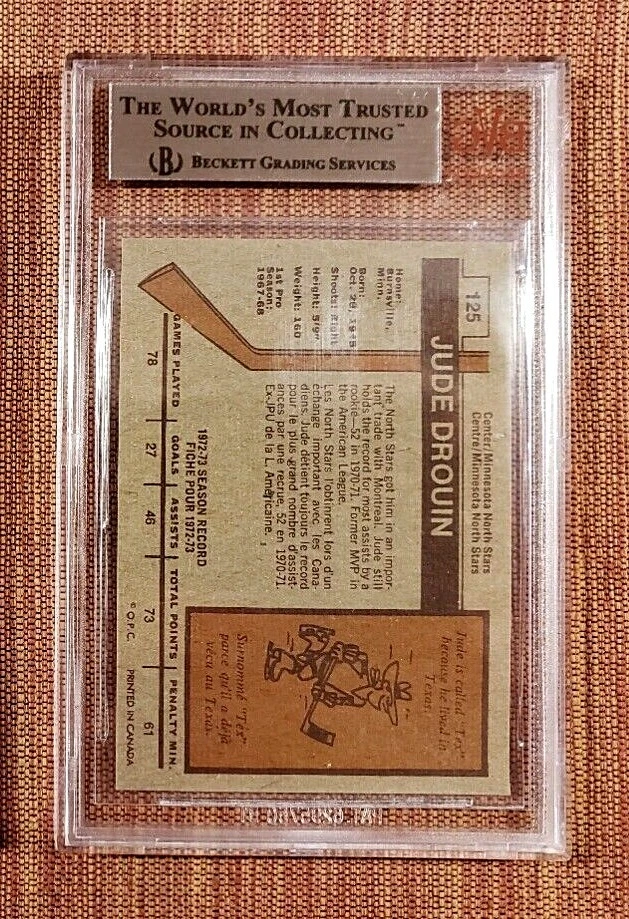 THE WORLD'S MOST TRUSTED
SOURCE IN COLLECTING™
(B) BECKETT GRADING SERVICES
125
JUDE DROUIN
Center/Minnesota North Stars
Centre/Minnesota North Stars
Home:
Burnsville,
Minn.
Born:
Oct. 28, 1948
Shoots: Right
Height: 5'9"
Weight: 160
1st Pro
Season:
1967-68
The North Stars got him in an impor-
tant trade with Montreal. Jude still
holds the record for most assists by a
rookie—52 in 1970-71. Former MVP in
the American League.
Les North Stars l'obtinrent lors d'un
échange important avec les Cana-
diens. Jude détient toujours le record
pour le plus grand nombre d'assist-
ances par une recrue, 52 en 1970-71.
Ex-JPU de la L. Américaine.
Jude is called "Tex"
because he lived in
Texas.
Surnommé "Tex"
parce qu'il a déjà
vécu au Texas.
1972-73 SEASON RECORD
FICHE POUR 1972-73
GAMES PLAYED GOALS ASSISTS TOTAL POINTS PENALTY MIN.
78 27 46 73 61
© O.P.C. PRINTED IN CANADA